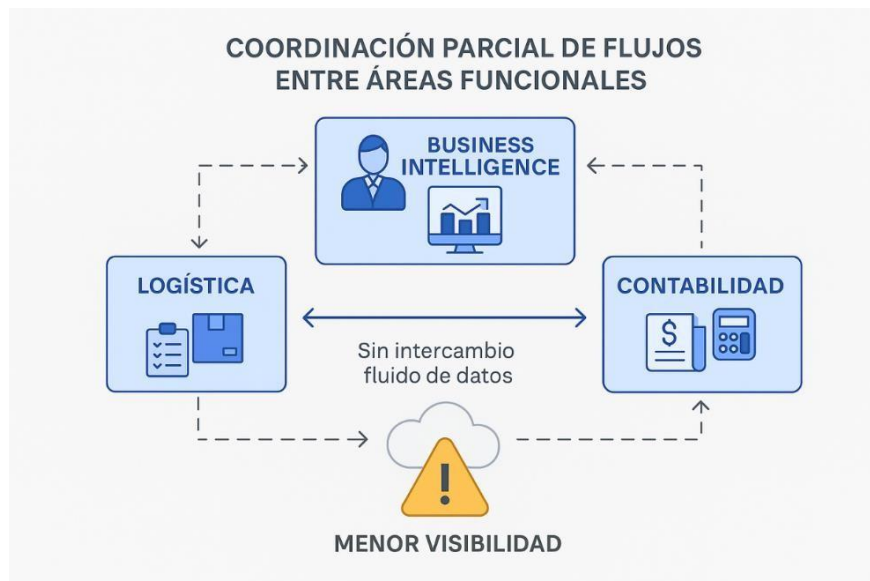 COORDINACIÓN PARCIAL DE FLUJOS
ENTRE ÁREAS FUNCIONALES
BUSINESS
INTELLIGENCE
LOGÍSTICA
CONTABILIDAD
$
Sin intercambio
fluido de datos
!
MENOR VISIBILIDAD